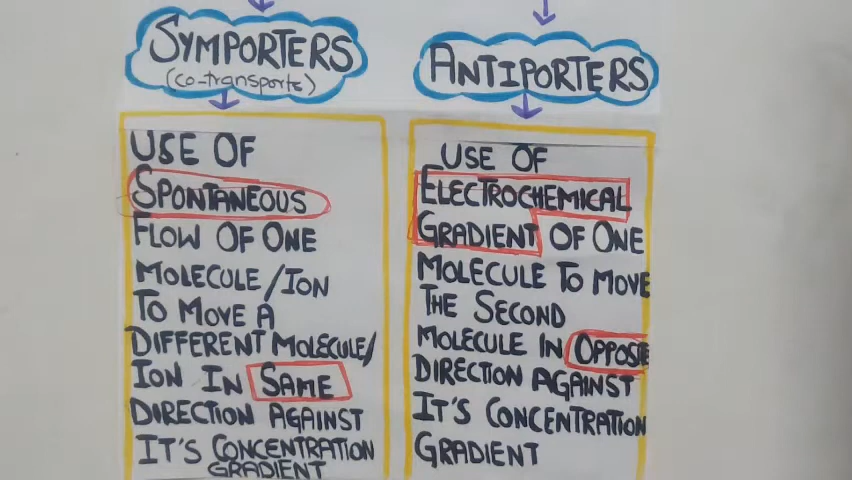 SYMPORTERS
(co-transports)
USE OF
SPONTANEOUS
FLOW OF ONE
MOLECULE/ION
TO MOVE A
DIFFERENT MOLECULE/
ION IN SAME
DIRECTION AGAINST
IT'S CONCENTRATION
GRADIENT
ANTIPORTERS
USE OF
ELECTROCHEMICAL
GRADIENT OF ONE
MOLECULE TO MOVE
THE SECOND
MOLECULE IN OPPOSITE
DIRECTION AGAINST
IT'S CONCENTRATION
GRADIENT